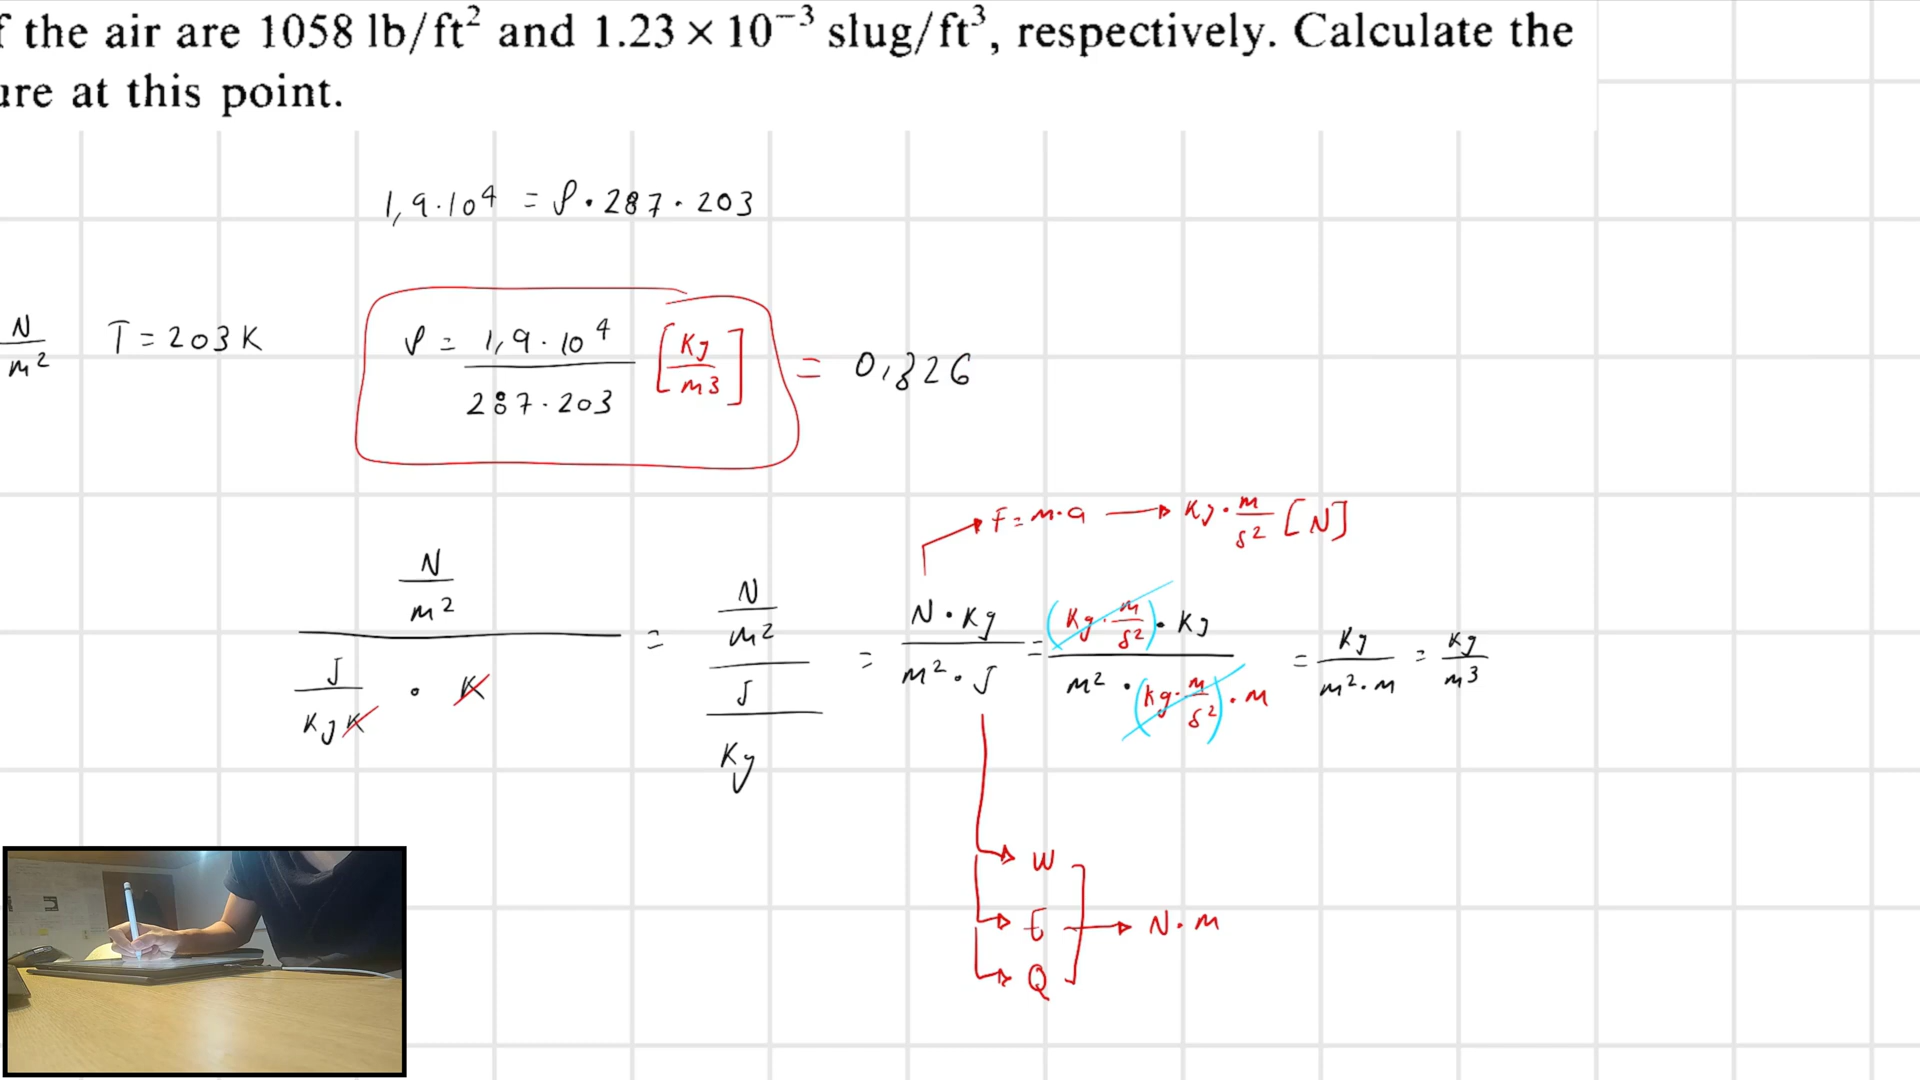 f the air are 1058 lb/ft² and 1.23 × 10⁻³ slug/ft³, respectively. Calculate the
ure at this point.
1,9·10⁴ = ρ · 287 · 203
N/m² T = 203 K
ρ = 1,9·10⁴ / 287·203 [Kg/m3] = 0,326
F = m·a → Kg·m/s² [N]
N/m² / J/KgK · K = N/m² / J/Kg = N·Kg / m²·J = (Kg·m/s²)·Kg / m²·(Kg·m/s²)·m = Kg/m²·m = Kg/m³
W
E → N·m
Q